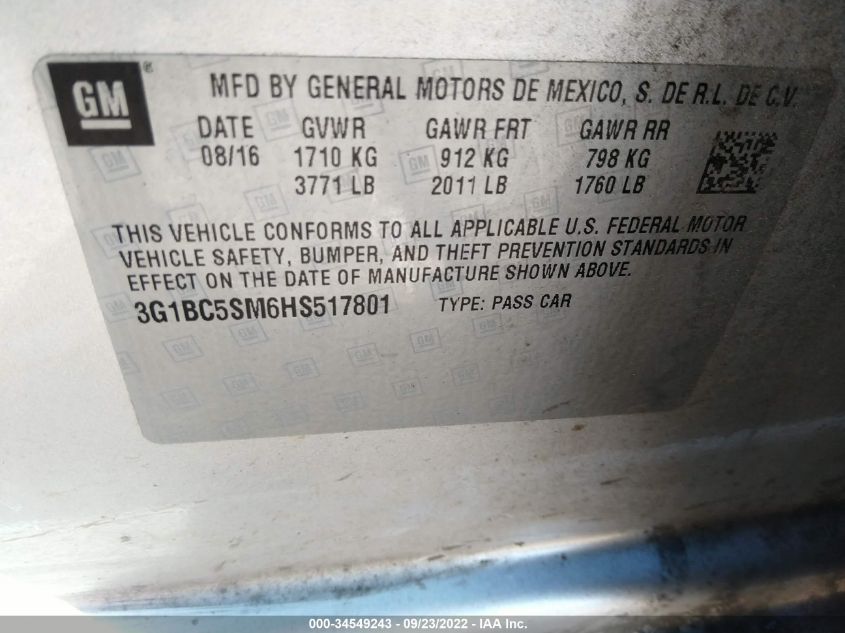 GM ®
MFD BY GENERAL MOTORS DE MEXICO, S. DE R.L. DE C.V.
DATE GVWR GAWR FRT GAWR RR
08/16 1710 KG 912 KG 798 KG
3771 LB 2011 LB 1760 LB
THIS VEHICLE CONFORMS TO ALL APPLICABLE U.S. FEDERAL MOTOR
VEHICLE SAFETY, BUMPER, AND THEFT PREVENTION STANDARDS IN
EFFECT ON THE DATE OF MANUFACTURE SHOWN ABOVE.
3G1BC5SM6HS517801 TYPE: PASS CAR
000-34549243 - 09/23/2022 - IAA Inc.